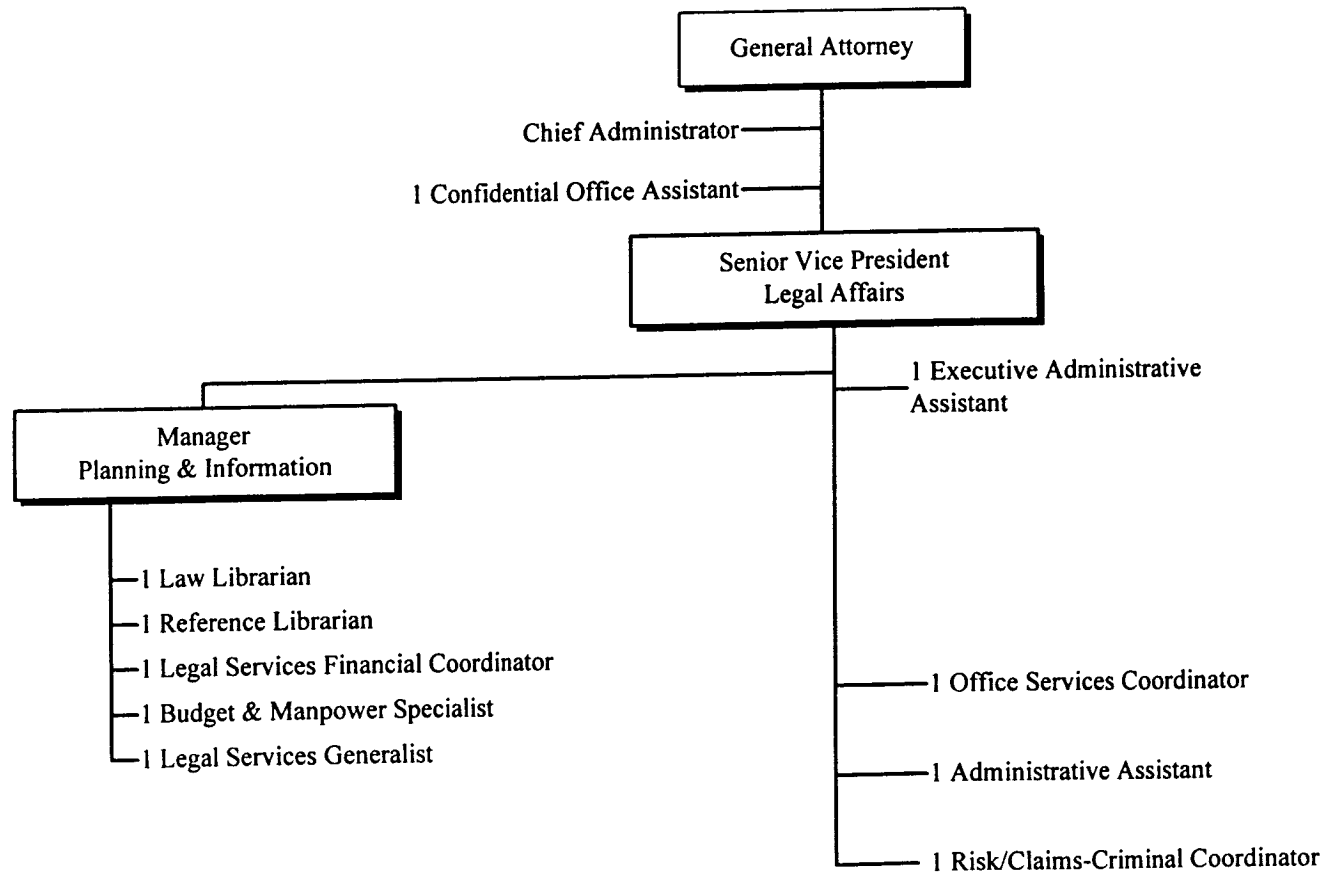 General Attorney
Chief Administrator
1 Confidential Office Assistant
Senior Vice President
Legal Affairs
1 Executive Administrative
Assistant
Manager
Planning & Information
1 Law Librarian
1 Reference Librarian
1 Legal Services Financial Coordinator
1 Budget & Manpower Specialist
1 Legal Services Generalist
1 Office Services Coordinator
1 Administrative Assistant
1 Risk/Claims-Criminal Coordinator